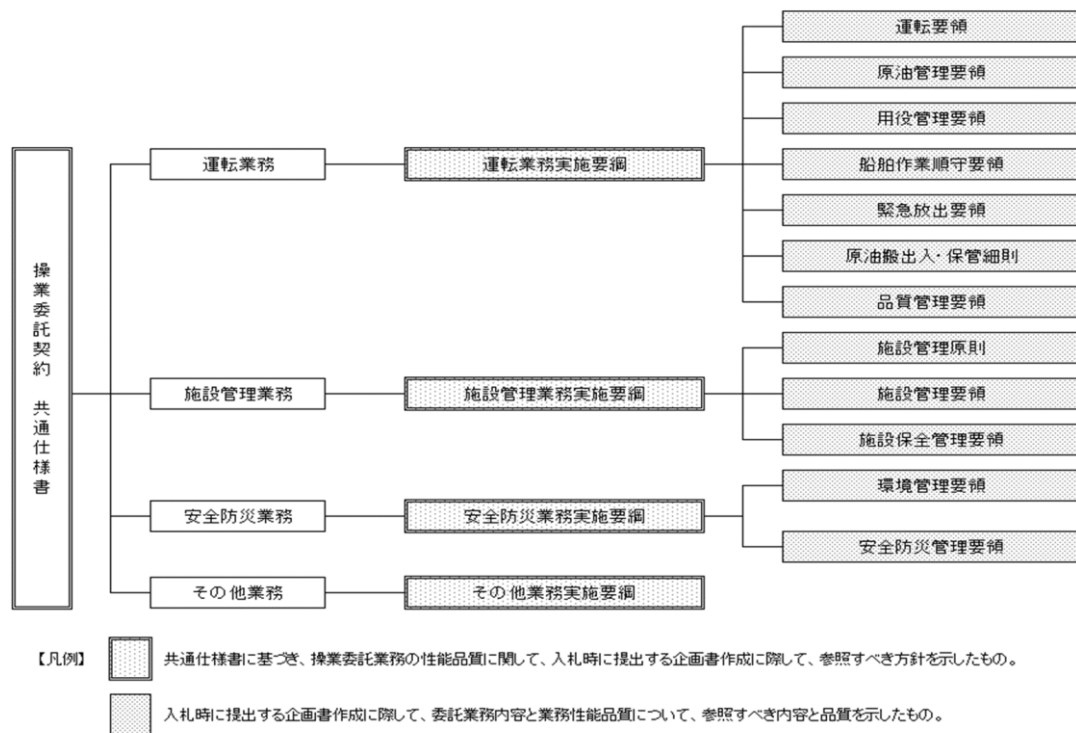 操業委託契約 共通仕様書
運転業務
運転業務実施要綱
運転要領
原油管理要領
用役管理要領
船舶作業順守要領
緊急放出要領
原油搬出入・保管細則
品質管理要領
施設管理業務
施設管理業務実施要綱
施設管理原則
施設管理要領
施設保全管理要領
安全防災業務
安全防災業務実施要綱
環境管理要領
安全防災管理要領
その他業務
その他業務実施要綱
【凡例】
共通仕様書に基づき、操業委託業務の性能品質に関して、入札時に提出する企画書作成に際して、参照すべき方針を示したもの。
入札時に提出する企画書作成に際して、委託業務内容と業務性能品質について、参照すべき内容と品質を示したもの。